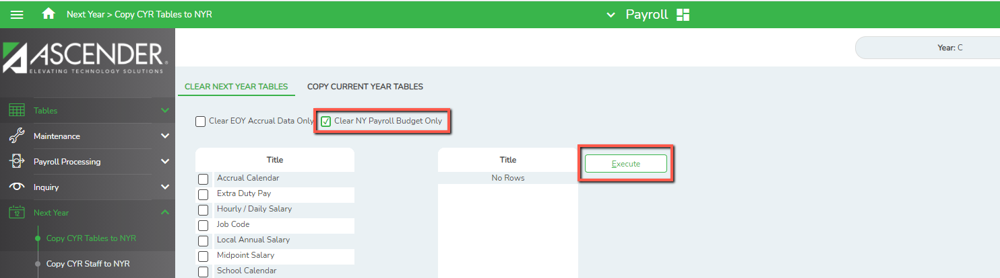 Next Year > Copy CYR Tables to NYR
Payroll
ASCENDER
ELEVATING TECHNOLOGY SOLUTIONS
Year: C
CLEAR NEXT YEAR TABLES
COPY CURRENT YEAR TABLES
Tables
Maintenance
Payroll Processing
Inquiry
12 Next Year
Copy CYR Tables to NYR
Copy CYR Staff to NYR
Clear EOY Accrual Data Only
Clear NY Payroll Budget Only
Title
Accrual Calendar
Extra Duty Pay
Hourly / Daily Salary
Job Code
Local Annual Salary
Midpoint Salary
School Calendar
Title
No Rows
Execute